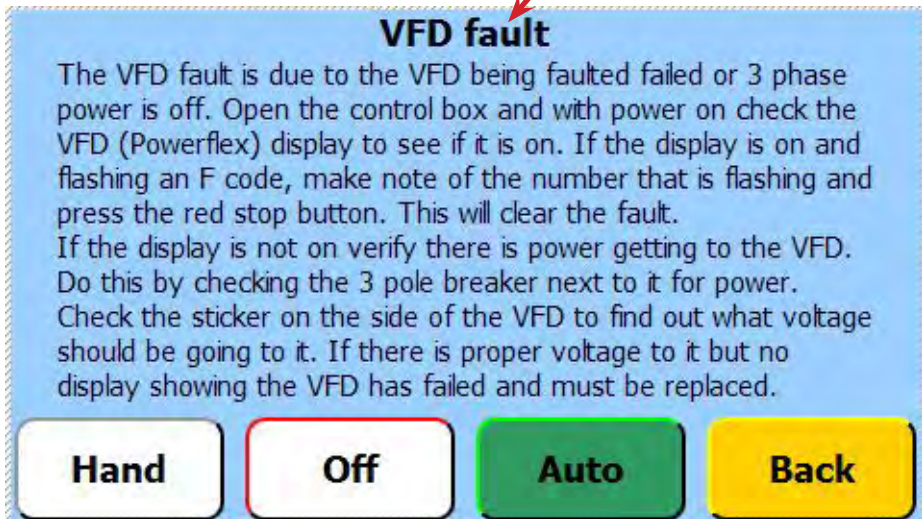 VFD fault
The VFD fault is due to the VFD being faulted failed or 3 phase
power is off. Open the control box and with power on check the
VFD (Powerflex) display to see if it is on. If the display is on and
flashing an F code, make note of the number that is flashing and
press the red stop button. This will clear the fault.
If the display is not on verify there is power getting to the VFD.
Do this by checking the 3 pole breaker next to it for power.
Check the sticker on the side of the VFD to find out what voltage
should be going to it. If there is proper voltage to it but no
display showing the VFD has failed and must be replaced.
Hand Off Auto Back